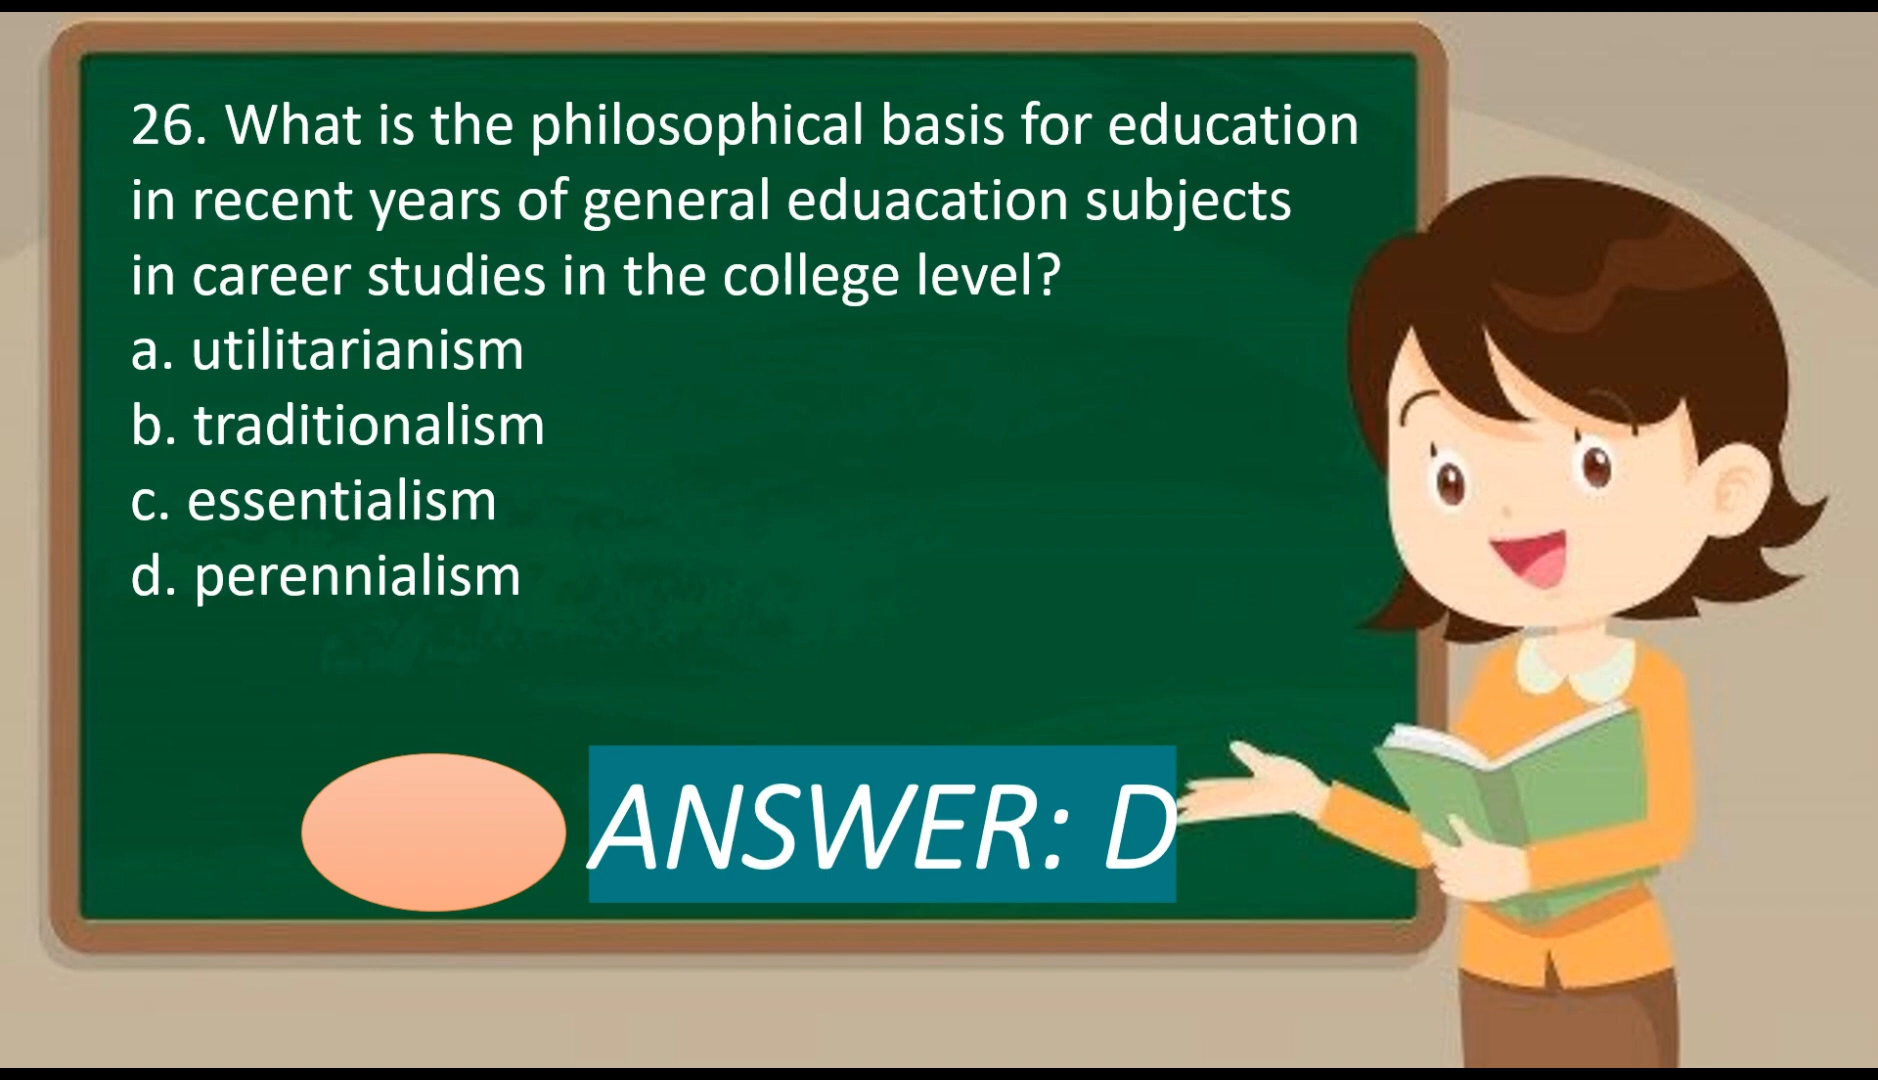 26. What is the philosophical basis for education
in recent years of general eduacation subjects
in career studies in the college level?
a. utilitarianism
b. traditionalism
c. essentialism
d. perennialism
ANSWER: D